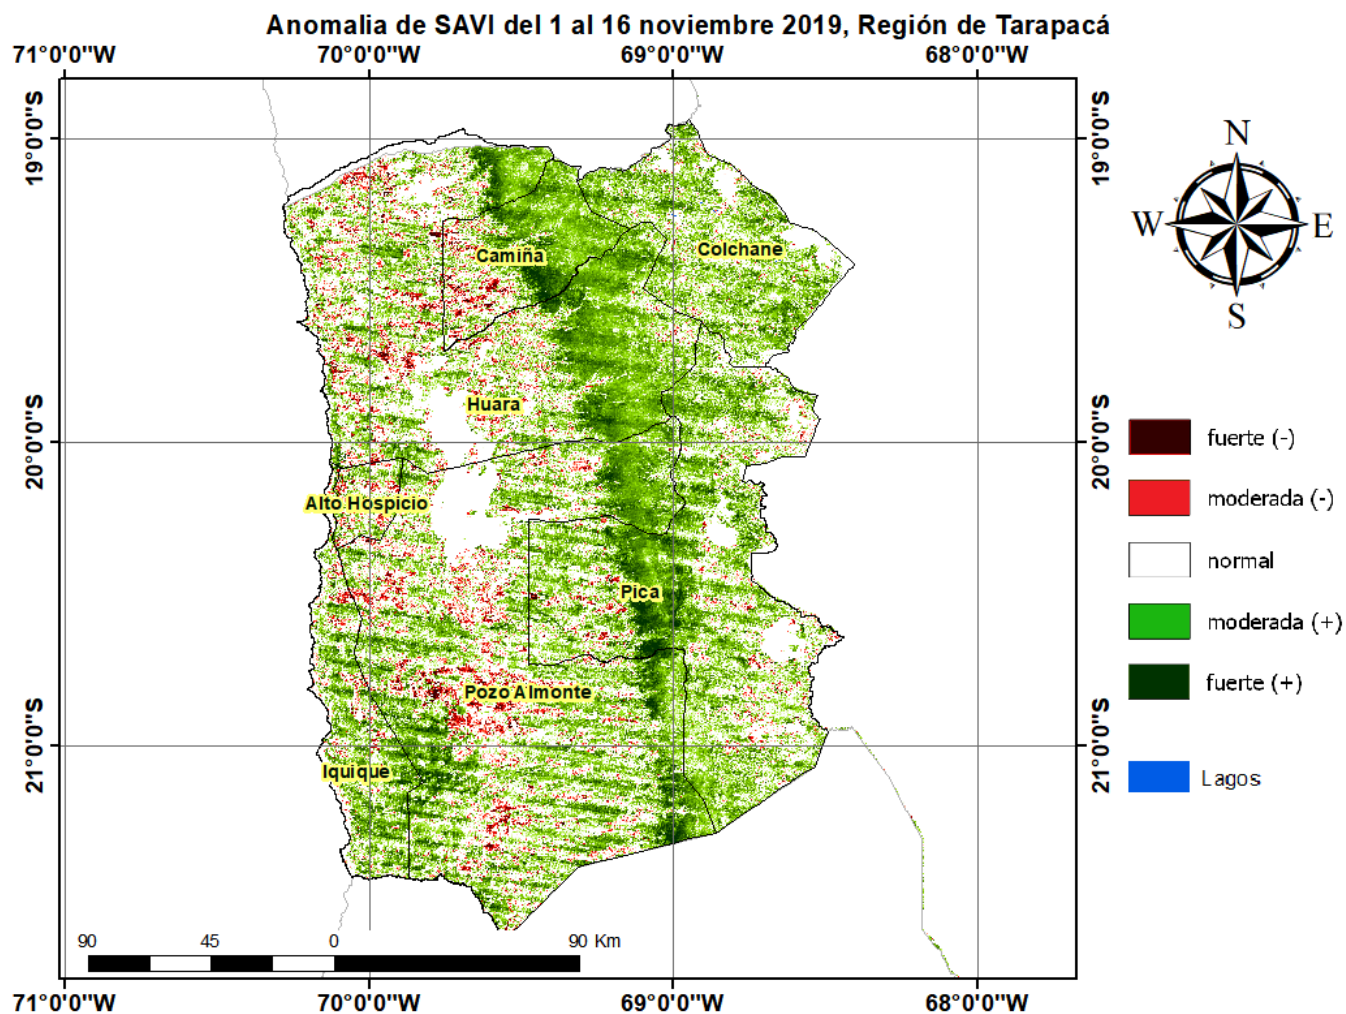 Anomalia de SAVI del 1 al 16 noviembre 2019, Región de Tarapacá
71°0'0"W 70°0'0"W 69°0'0"W 68°0'0"W
19°0'0"S 19°0'0"S
N
W E
S
Camiña
Colchane
Huara
20°0'0"S 20°0'0"S
fuerte (-)
moderada (-)
Alto Hospicio
normal
Pica
moderada (+)
Pozo Almonte
fuerte (+)
21°0'0"S 21°0'0"S
Iquique
Lagos
90 45 0 90 Km
71°0'0"W 70°0'0"W 69°0'0"W 68°0'0"W